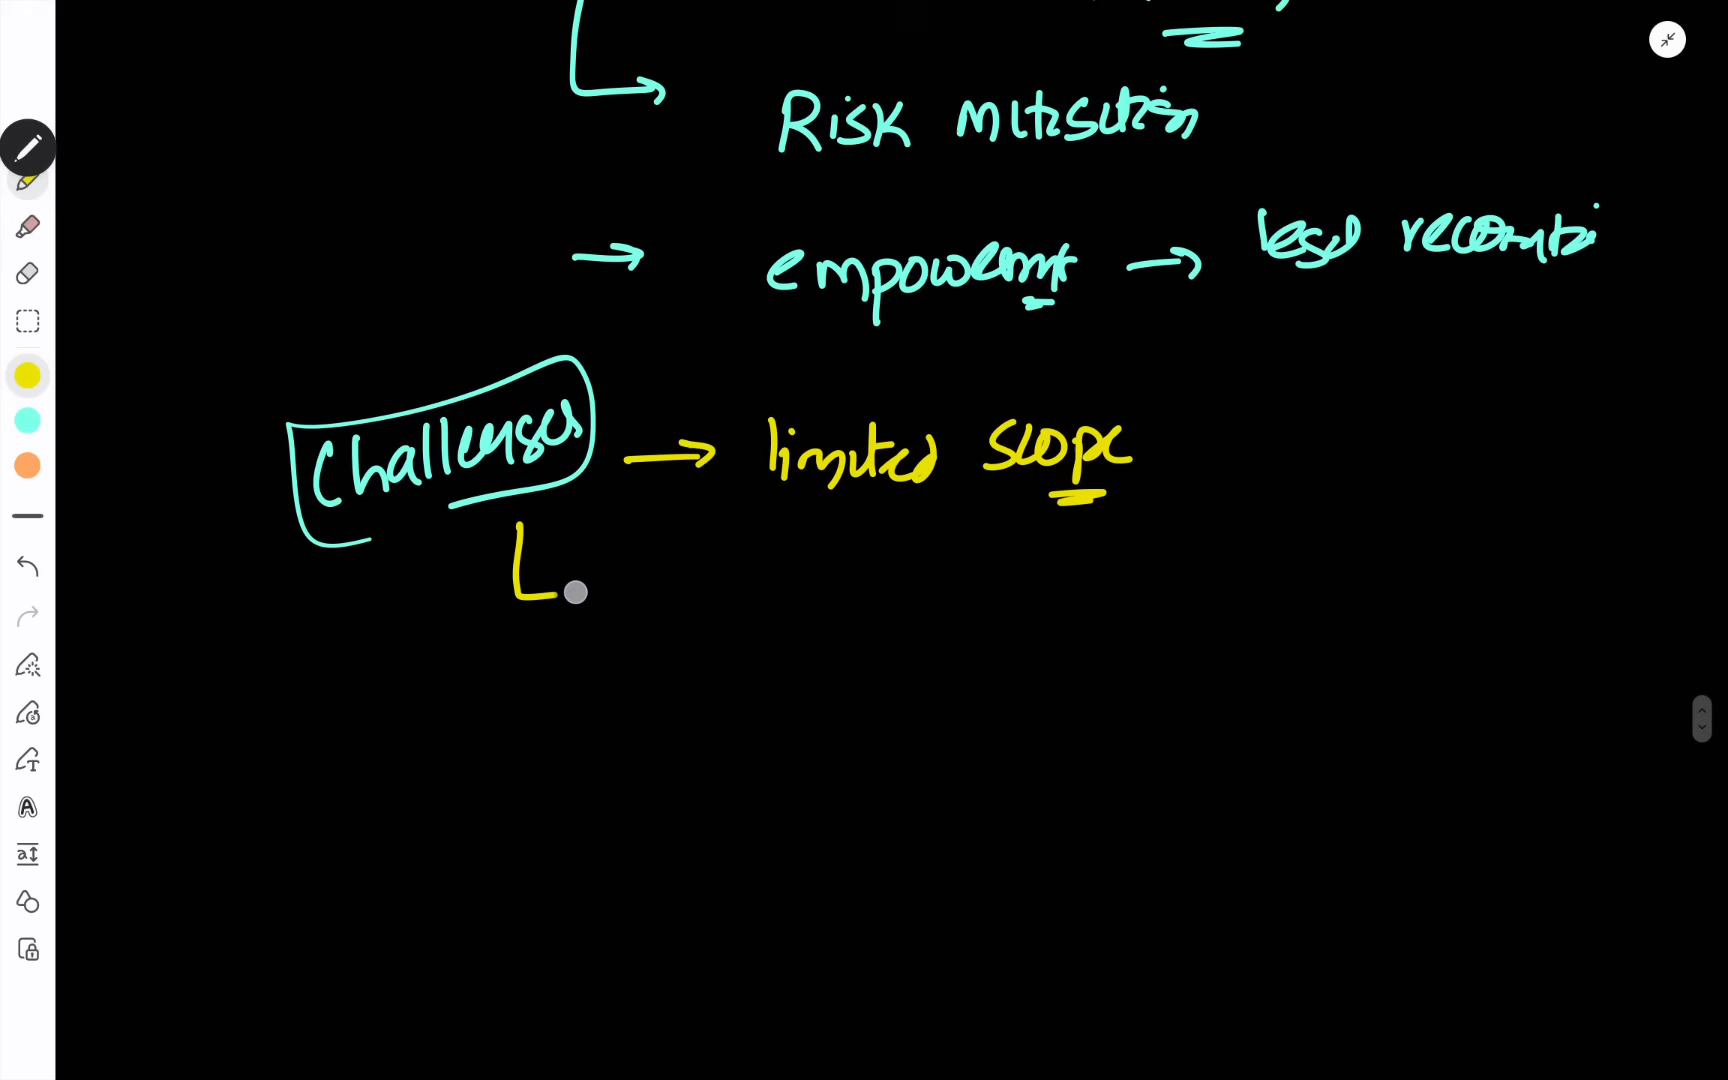 Risk mitigation
empowerment → legal recognition
Challenges → limited scope